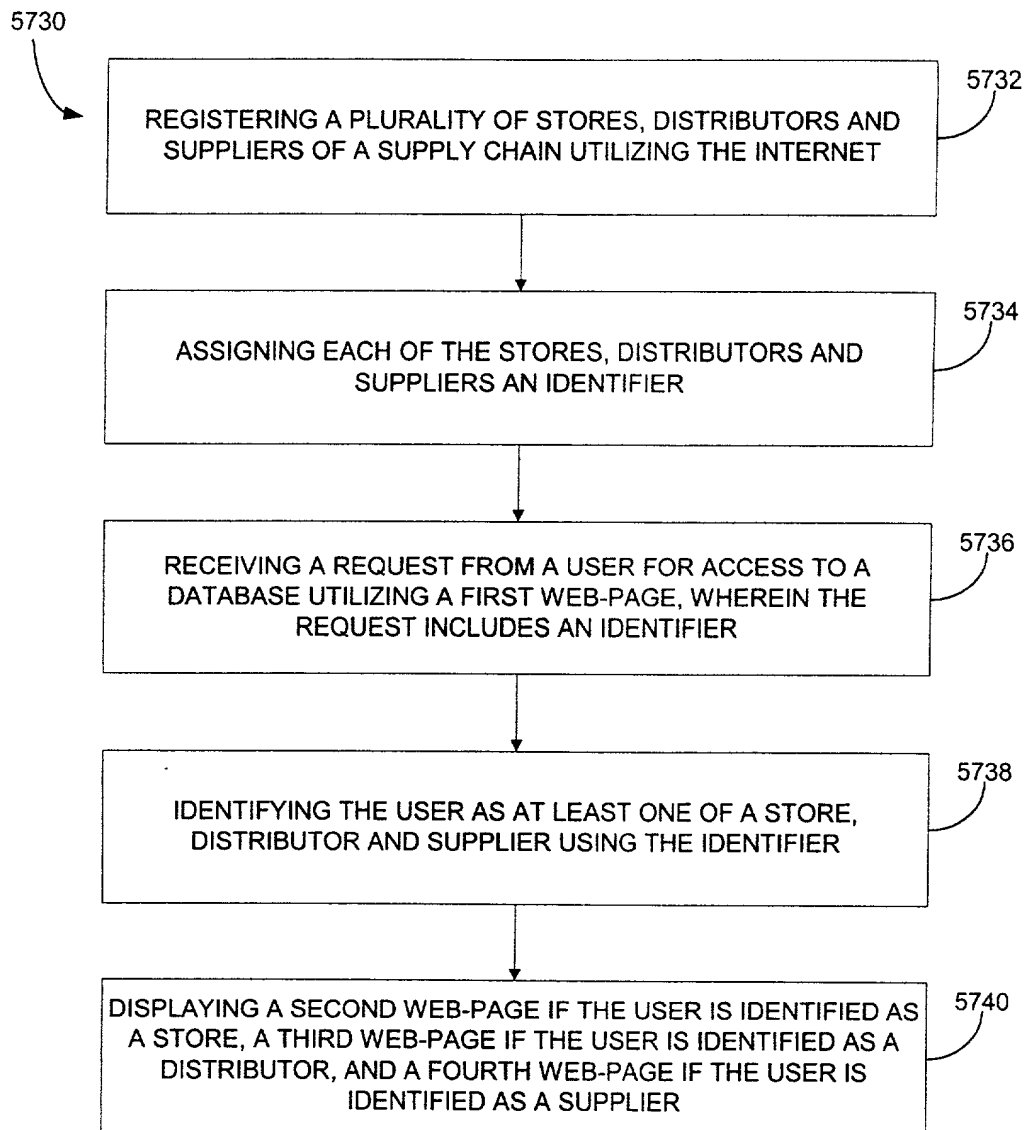 5730
5732
REGISTERING A PLURALITY OF STORES, DISTRIBUTORS AND
SUPPLIERS OF A SUPPLY CHAIN UTILIZING THE INTERNET
5734
ASSIGNING EACH OF THE STORES, DISTRIBUTORS AND
SUPPLIERS AN IDENTIFIER
5736
RECEIVING A REQUEST FROM A USER FOR ACCESS TO A
DATABASE UTILIZING A FIRST WEB-PAGE, WHEREIN THE
REQUEST INCLUDES AN IDENTIFIER
5738
IDENTIFYING THE USER AS AT LEAST ONE OF A STORE,
DISTRIBUTOR AND SUPPLIER USING THE IDENTIFIER
5740
DISPLAYING A SECOND WEB-PAGE IF THE USER IS IDENTIFIED AS
A STORE, A THIRD WEB-PAGE IF THE USER IS IDENTIFIED AS A
DISTRIBUTOR, AND A FOURTH WEB-PAGE IF THE USER IS
IDENTIFIED AS A SUPPLIER